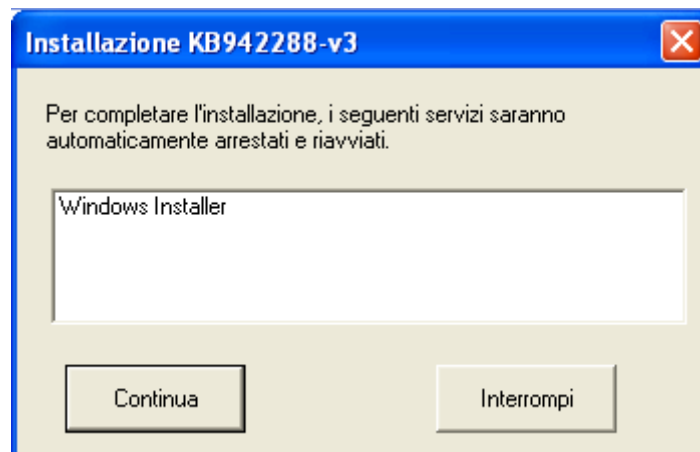 Installazione KB942288-v3
Per completare l'installazione, i seguenti servizi saranno
automaticamente arrestati e riavviati.
Windows Installer
Continua
Interrompi